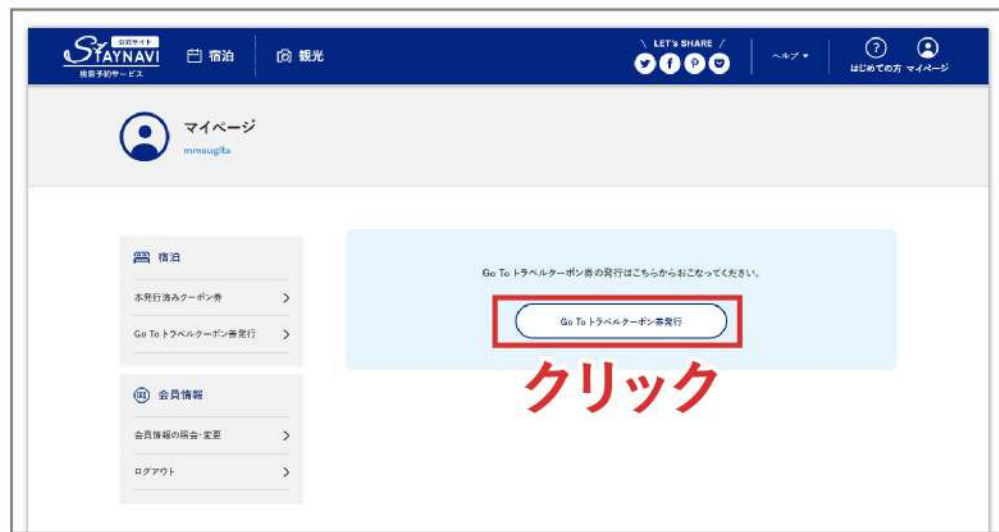 公式サイト
STAYNAVI
検索予約サービス
宿泊
観光
\ LET's SHARE /
ヘルプ
はじめての方
マイページ
マイページ
mmsugita
宿泊
本発行済みクーポン券
Go To トラベルクーポン券発行
Go To トラベルクーポン券の発行はこちらからおこなってください。
Go To トラベルクーポン券発行
クリック
会員情報
会員情報の照会・変更
ログアウト